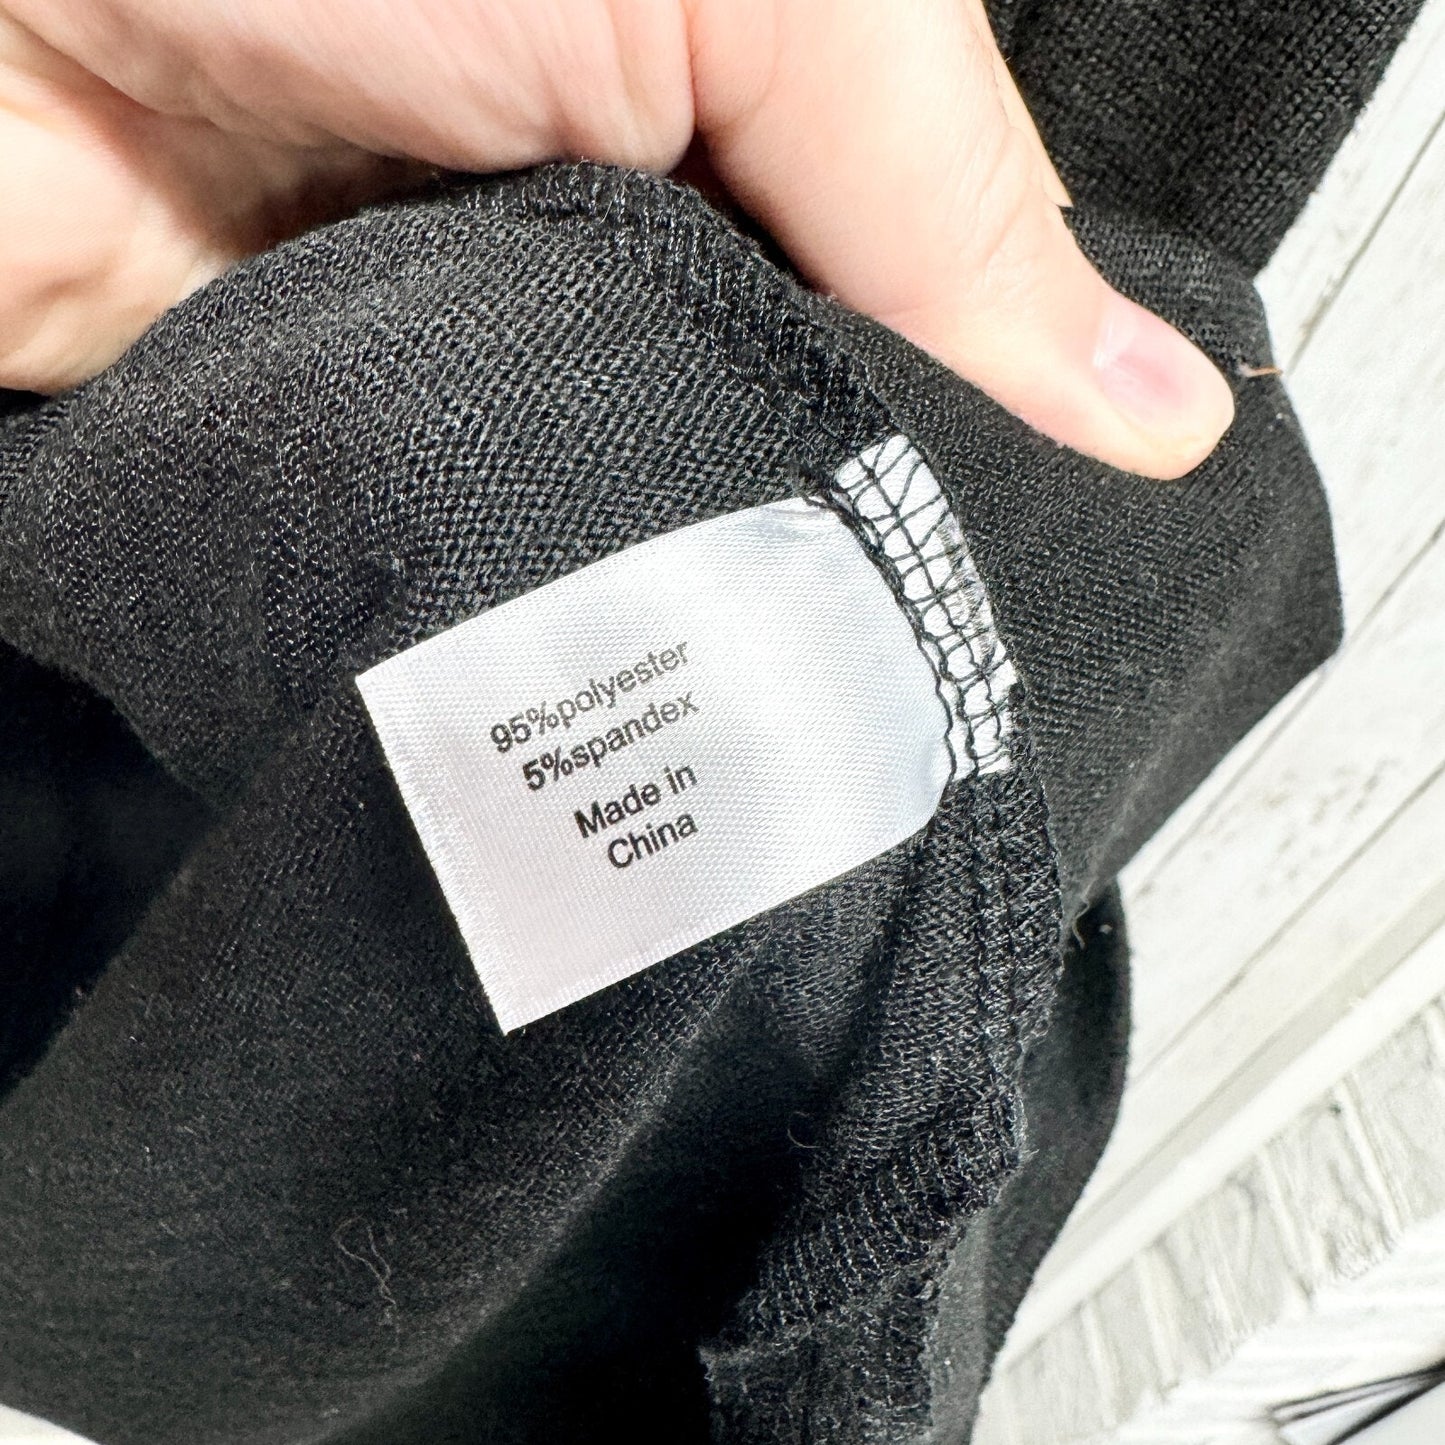 95%polyester
5%spandex
Made in
China